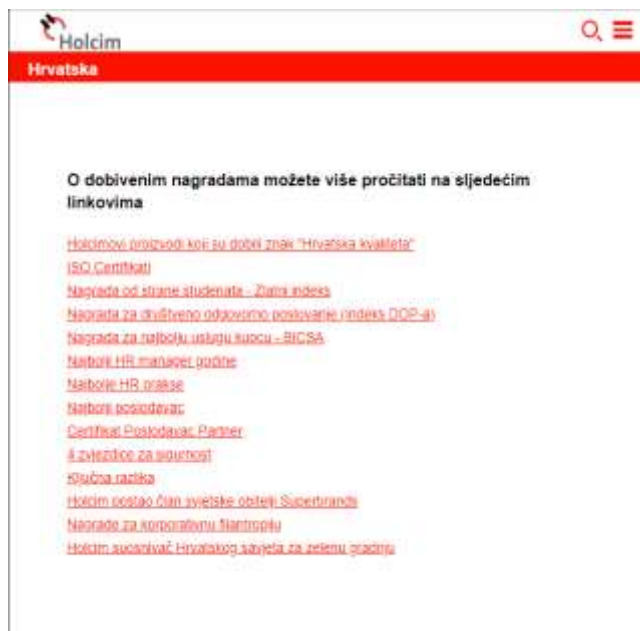 Holcim
Hrvatska
O dobivenim nagradama možete više pročitati na sljedećim
linkovima
Holcimovi proizvodi koji su dobili znak "Hrvatska kvaliteta"
ISO Certifikati
Nagrada od strane studenata - Zlatni indeks
Nagrada za društveno odgovorno poslovanje (indeks DOP-a)
Nagrada za najbolju uslugu kupcu - BICSA
Najbolji HR manager godine
Najbolje HR prakse
Najbolji poslodavac
Certifikat Poslodavac Partner
4 zvjezdice za sigurnost
Ključna razlika
Holcim postao član svjetske obitelji Superbrands
Nagrade za korporativnu filantropiju
Holcim suosnivač Hrvatskog savjeta za zelenu gradnju